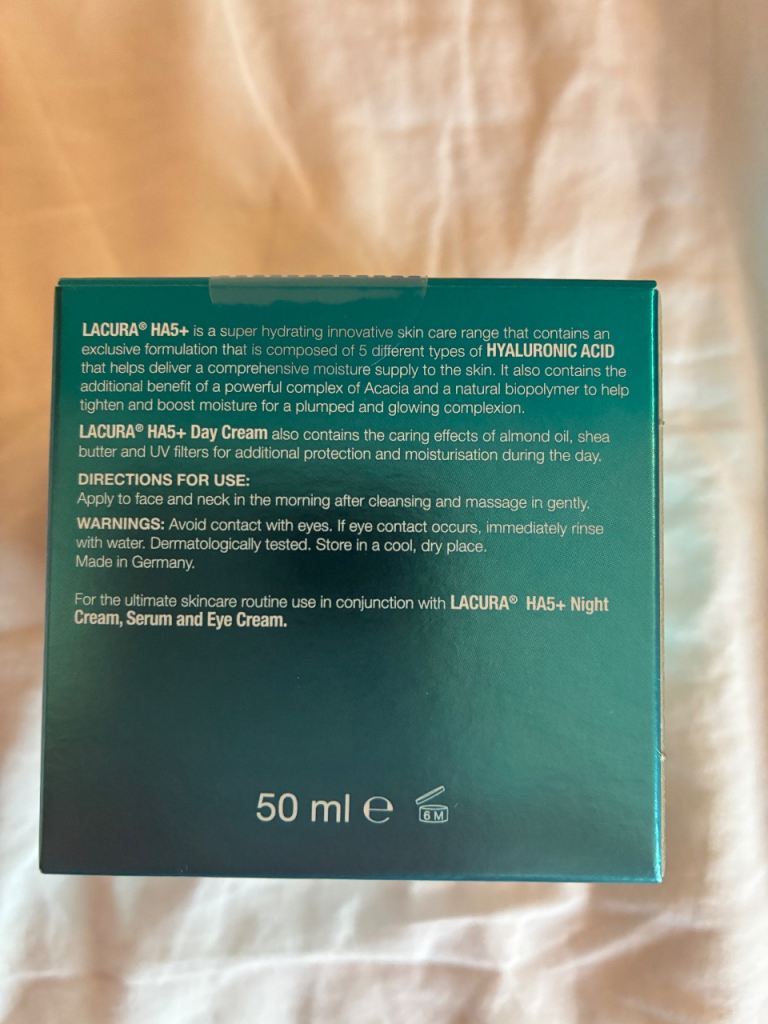 LACURA® HA5+ is a super hydrating innovative skin care range that contains an
exclusive formulation that is composed of 5 different types of HYALURONIC ACID
that helps deliver a comprehensive moisture supply to the skin. It also contains the
additional benefit of a powerful complex of Acacia and a natural biopolymer to help
tighten and boost moisture for a plumped and glowing complexion.
LACURA® HA5+ Day Cream also contains the caring effects of almond oil, shea
butter and UV filters for additional protection and moisturisation during the day.
DIRECTIONS FOR USE:
Apply to face and neck in the morning after cleansing and massage in gently.
WARNINGS: Avoid contact with eyes. If eye contact occurs, immediately rinse
with water. Dermatologically tested. Store in a cool, dry place.
Made in Germany.
For the ultimate skincare routine use in conjunction with LACURA® HA5+ Night
Cream, Serum and Eye Cream.
50 ml ℮ 6 M